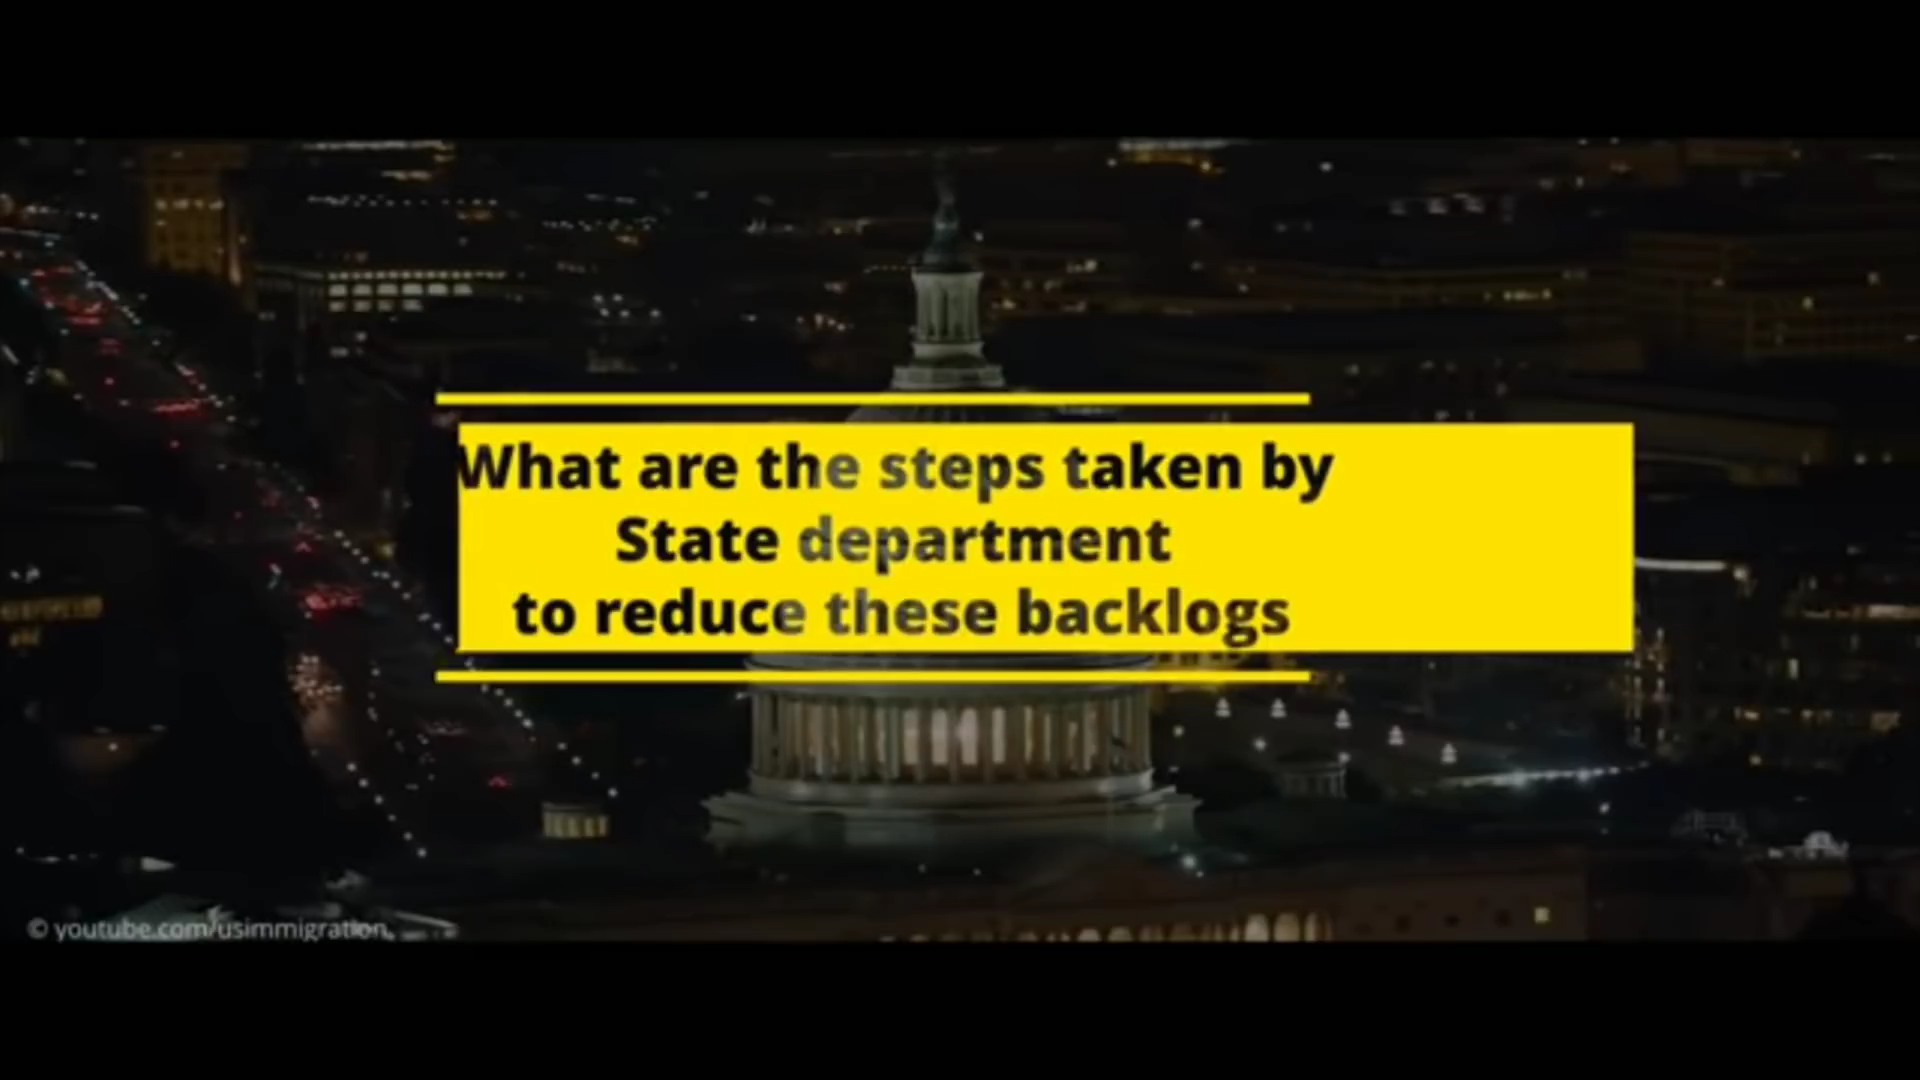 What are the steps taken by
State department
to reduce these backlogs
© youtube.com/usimmigration